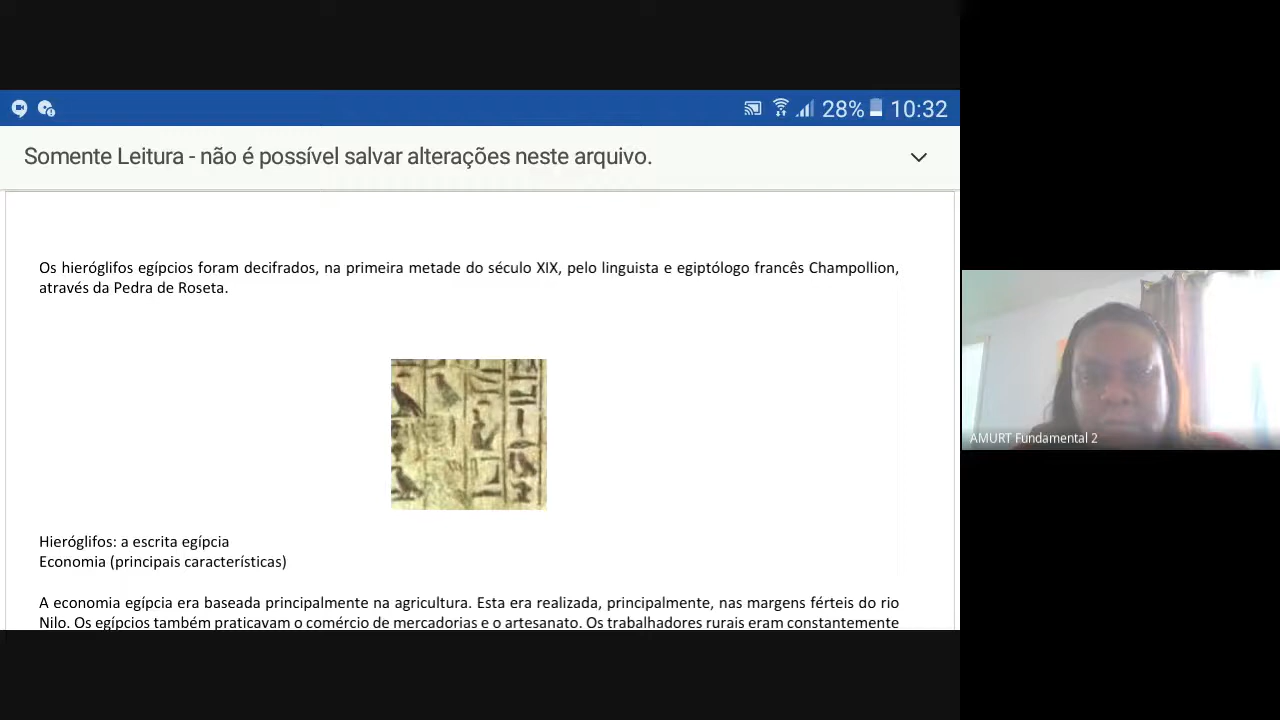 28% 10:32
Somente Leitura - não é possível salvar alterações neste arquivo.
Os hieróglifos egípcios foram decifrados, na primeira metade do século XIX, pelo linguista e egiptólogo francês Champollion,
através da Pedra de Roseta.
AMURT Fundamental 2
Hieróglifos: a escrita egípcia
Economia (principais características)
A economia egípcia era baseada principalmente na agricultura. Esta era realizada, principalmente, nas margens férteis do rio
Nilo. Os egípcios também praticavam o comércio de mercadorias e o artesanato. Os trabalhadores rurais eram constantemente